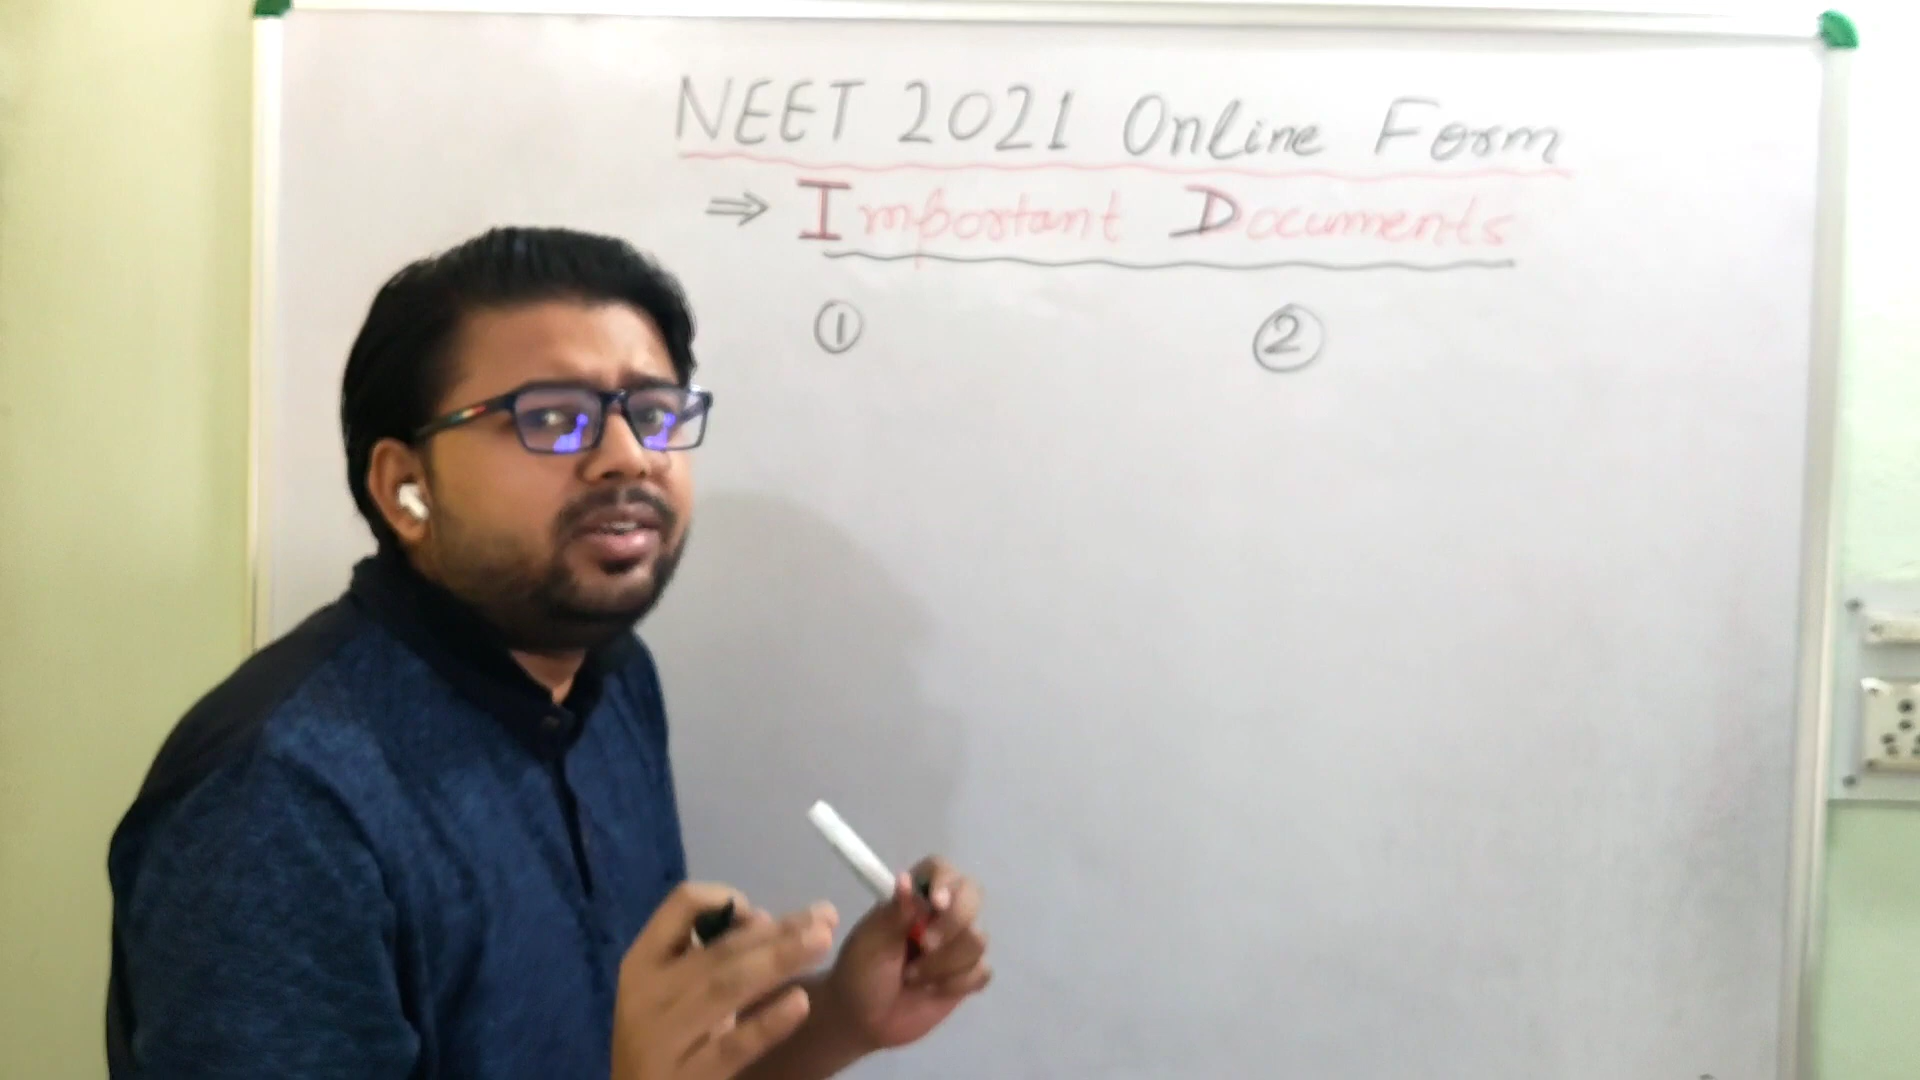 NEET 2021 Online Form
⇒ Important Documents
① ②